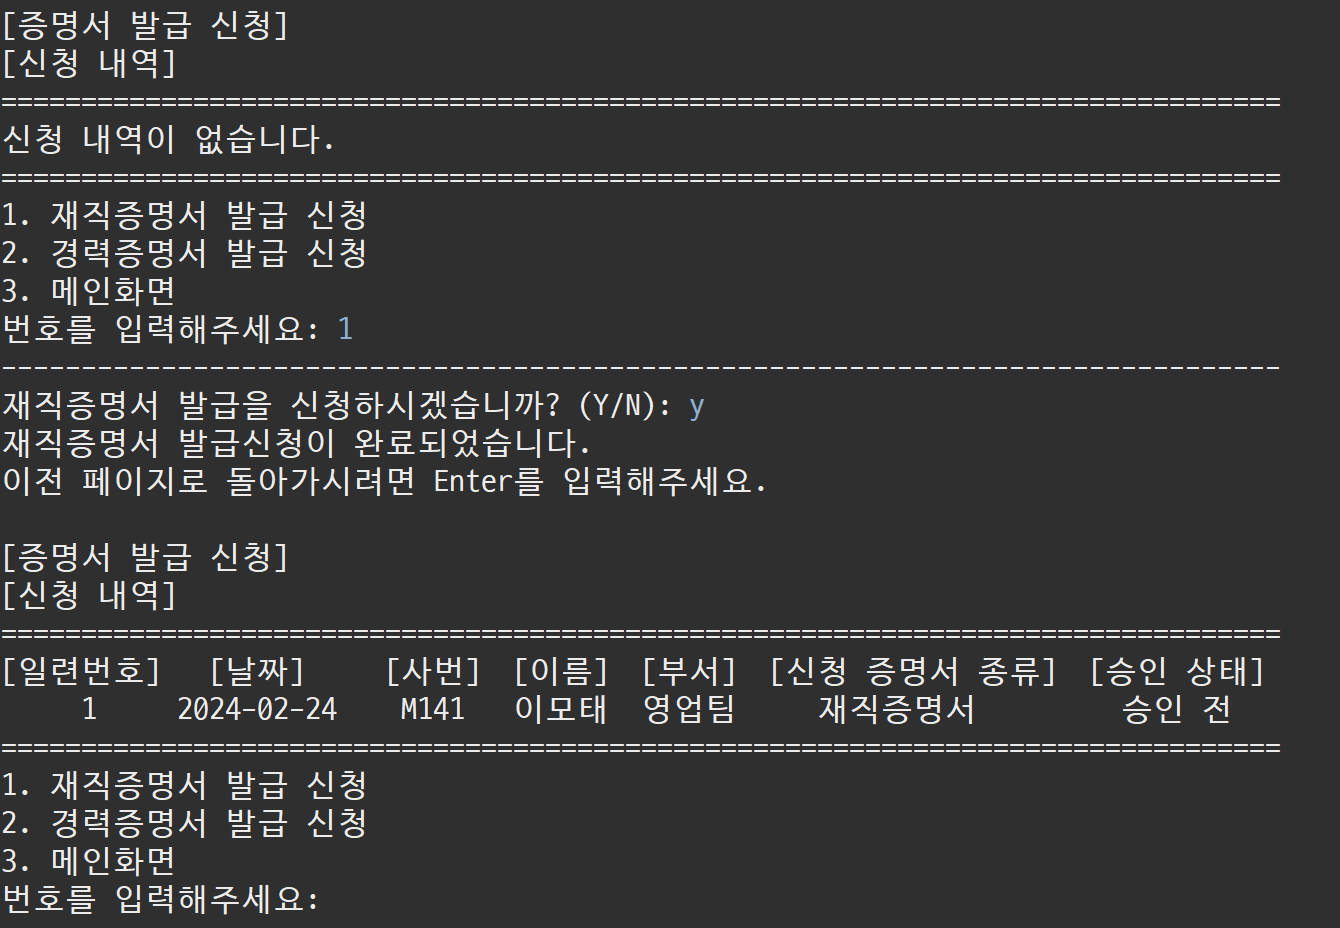 [증명서 발급 신청]
[신청 내역]
================================================================================
신청 내역이 없습니다.
================================================================================
1. 재직증명서 발급 신청
2. 경력증명서 발급 신청
3. 메인화면
번호를 입력해주세요: 1
--------------------------------------------------------------------------------
재직증명서 발급을 신청하시겠습니까? (Y/N): y
재직증명서 발급신청이 완료되었습니다.
이전 페이지로 돌아가시려면 Enter를 입력해주세요.

[증명서 발급 신청]
[신청 내역]
================================================================================
[일련번호]   [날짜]     [사번]  [이름]  [부서]  [신청 증명서 종류]  [승인 상태]
     1     2024-02-24    M141   이모태  영업팀     재직증명서         승인 전
================================================================================
1. 재직증명서 발급 신청
2. 경력증명서 발급 신청
3. 메인화면
번호를 입력해주세요: